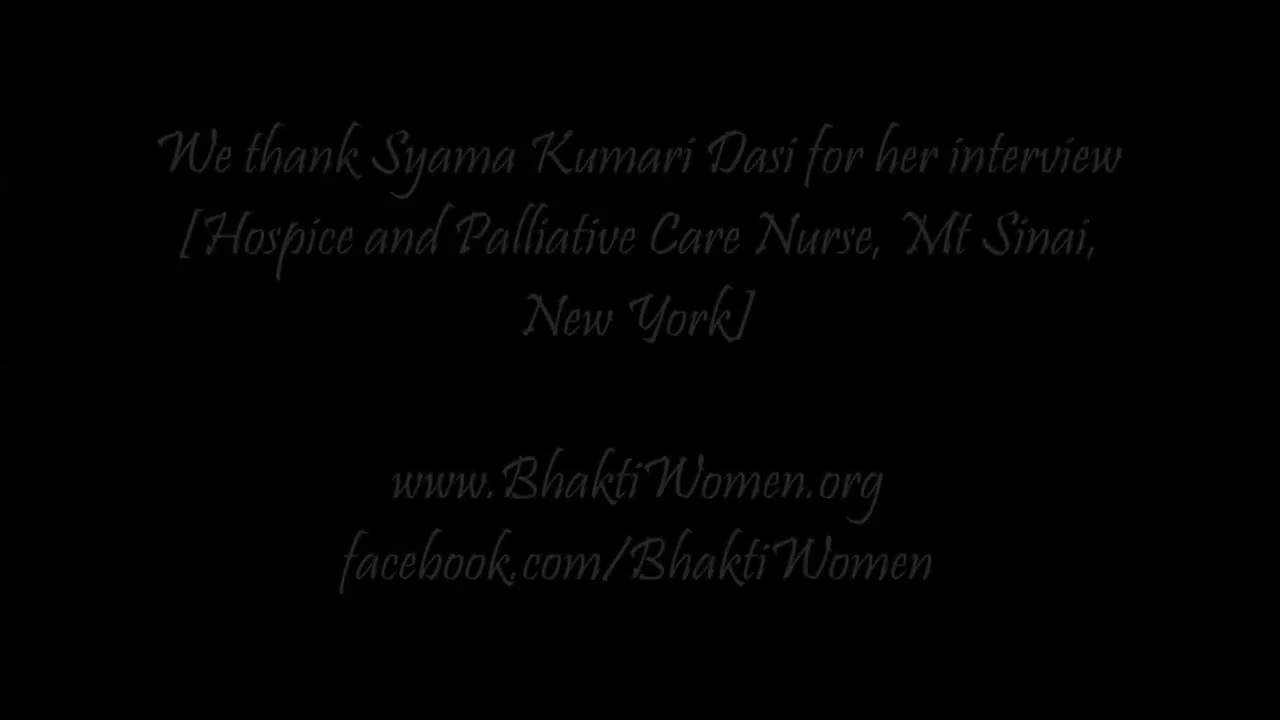 We thank Syama Kumari Dasi for her interview
[Hospice and Palliative Care Nurse, Mt Sinai,
New York]
www.BhaktiWomen.org
facebook.com/BhaktiWomen